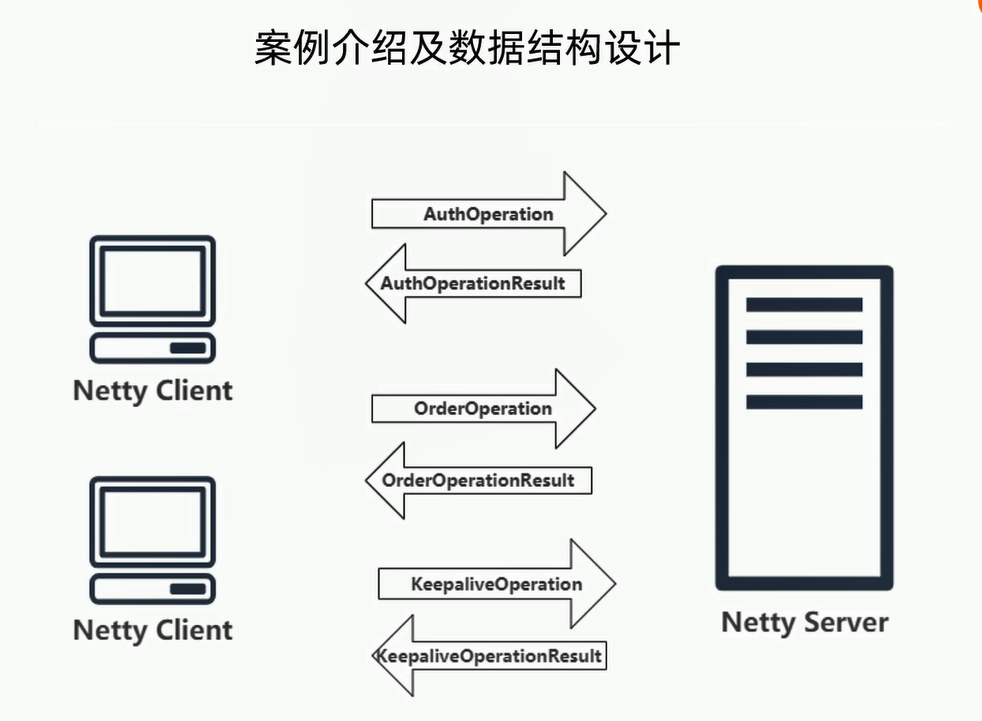 案例介绍及数据结构设计
AuthOperation
AuthOperationResult
Netty Client
OrderOperation
OrderOperationResult
KeepaliveOperation
Netty Client
Netty Server
KeepaliveOperationResult